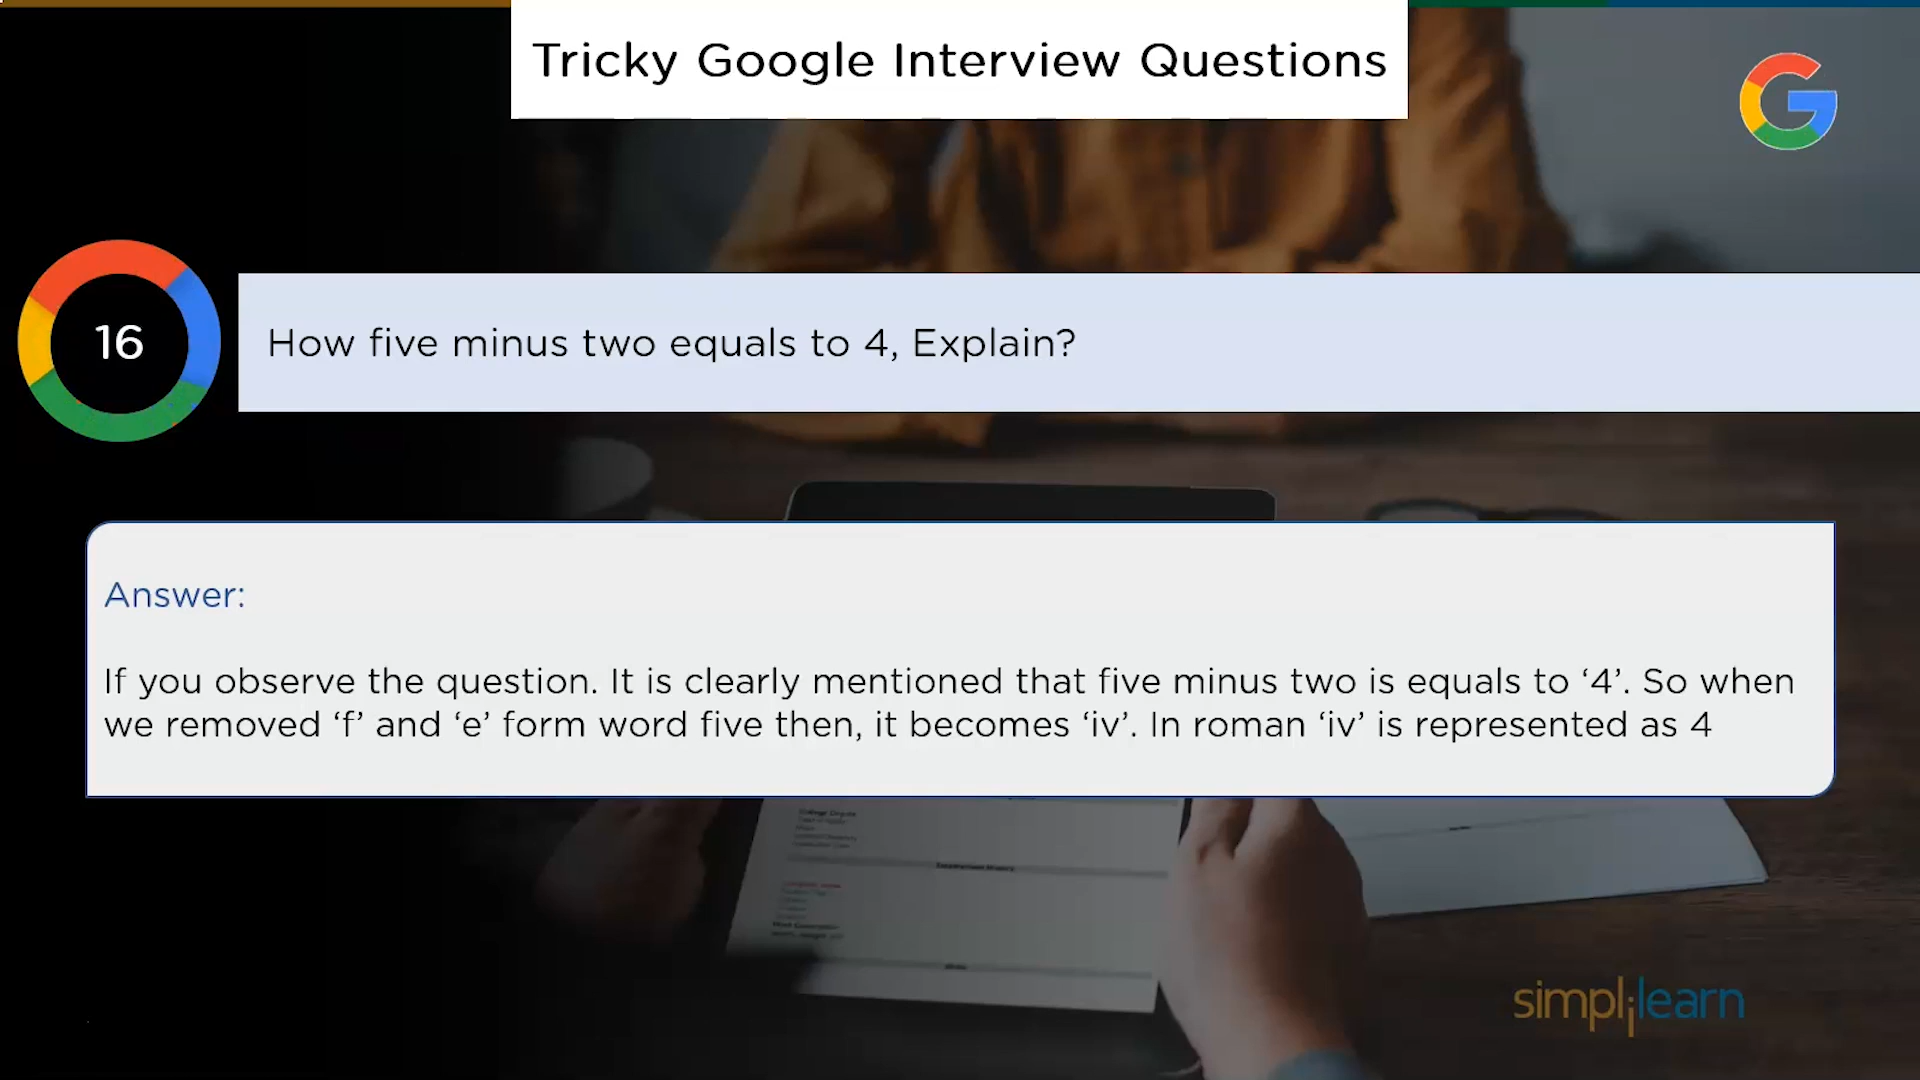 Tricky Google Interview Questions
16
How five minus two equals to 4, Explain?
Answer:
If you observe the question. It is clearly mentioned that five minus two is equals to ‘4’. So when
we removed ‘f’ and ‘e’ form word five then, it becomes ‘iv’. In roman ‘iv’ is represented as 4
simplilearn